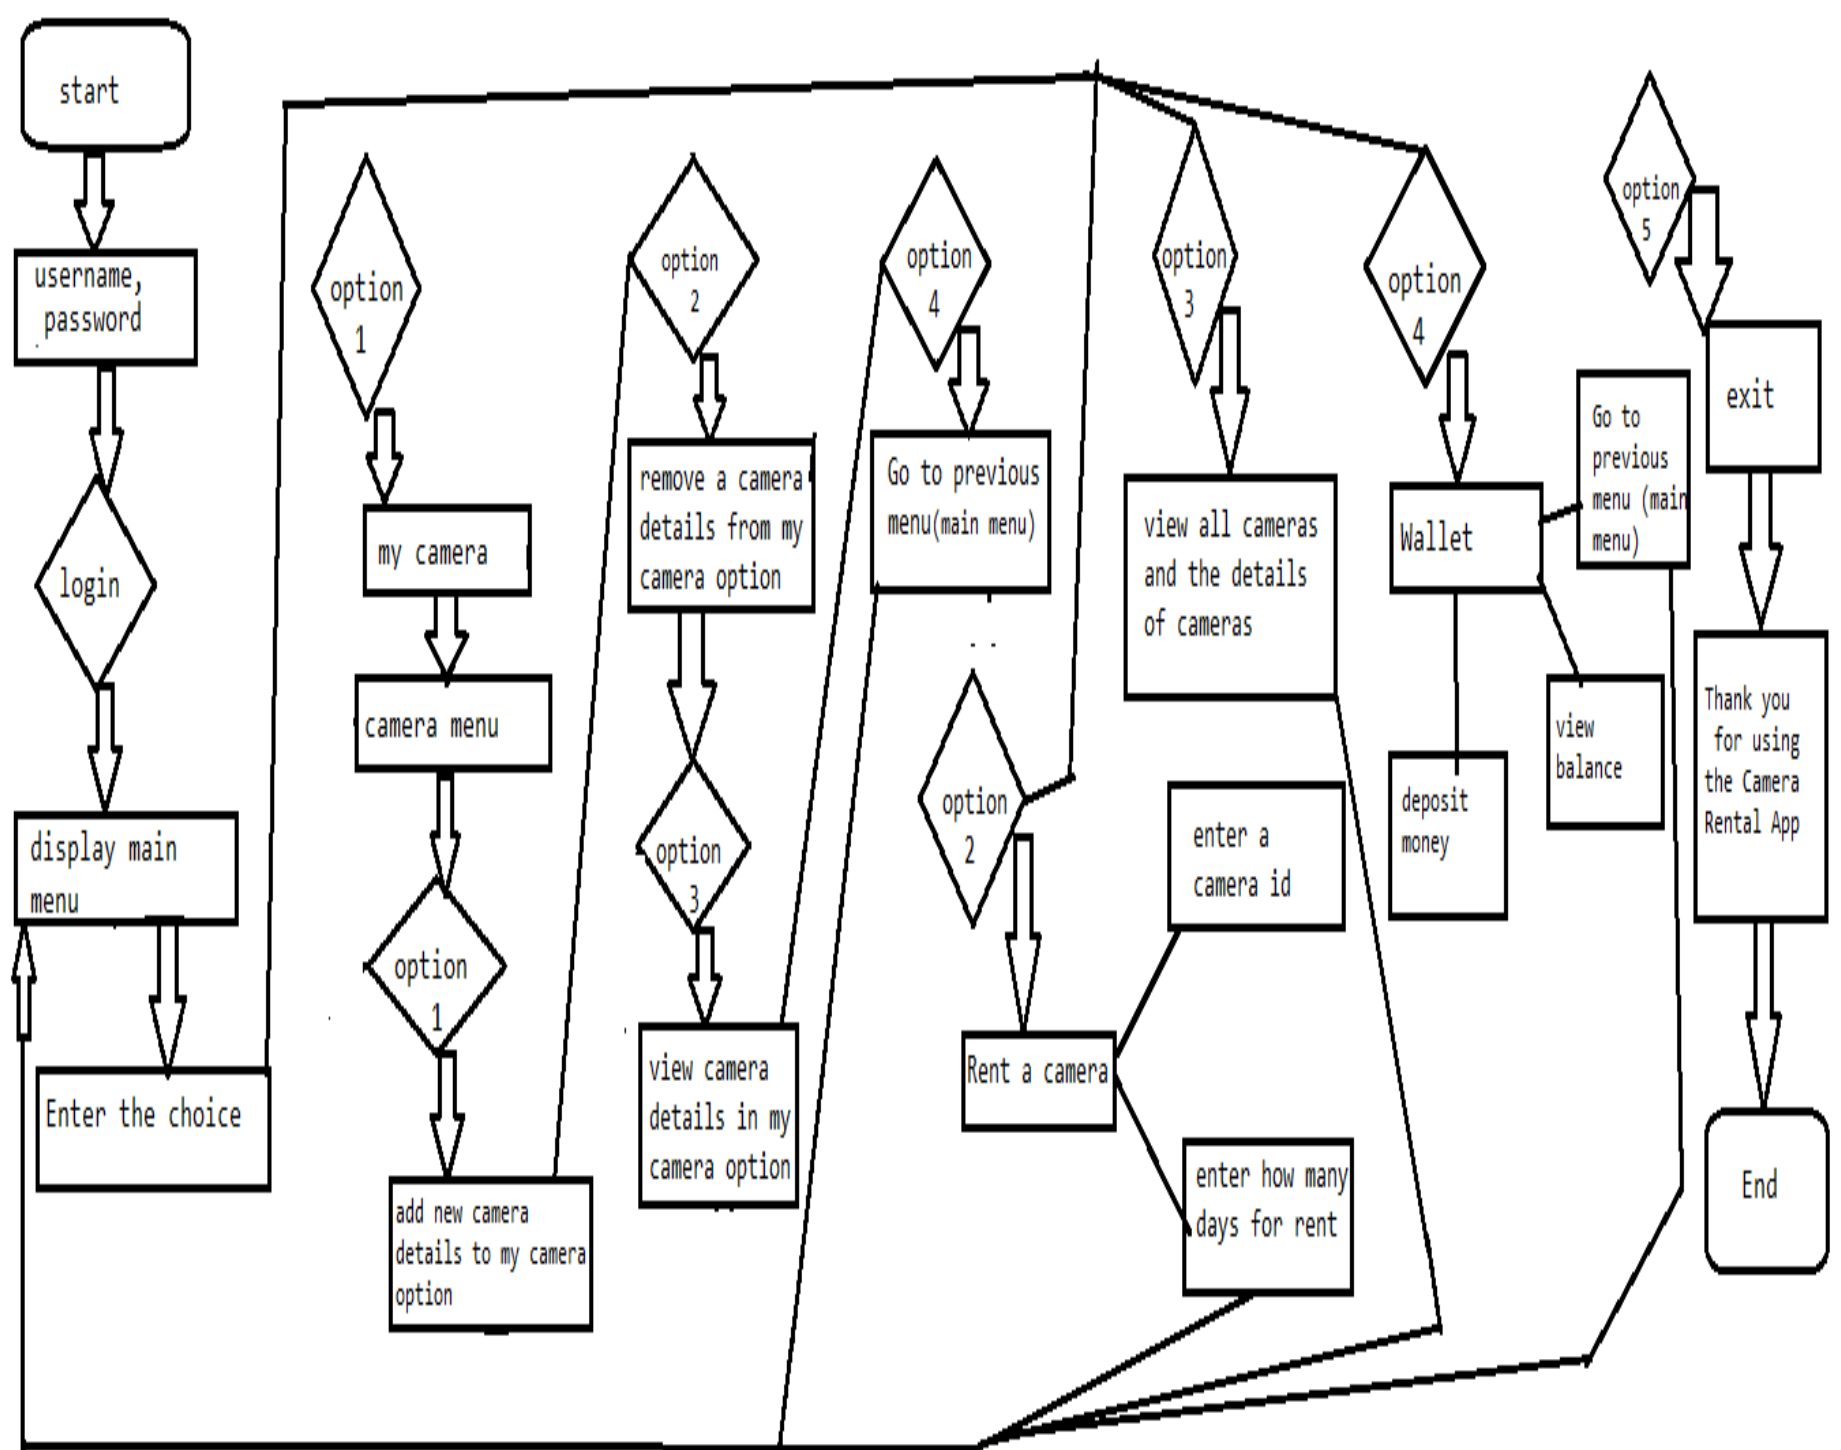 start
username,
password
login
display main
menu
Enter the choice
option
1
my camera
camera menu
option
1
add new camera
details to my camera
option
option
2
remove a camera
details from my
camera option
option
3
view camera
details in my
camera option
option
4
Go to previous
menu(main menu)
option
2
Rent a camera
enter a
camera id
enter how many
days for rent
option
3
view all cameras
and the details
of cameras
option
4
Wallet
Go to
previous
menu (main
menu)
view
balance
deposit
money
option
5
exit
Thank you
for using
the Camera
Rental App
End